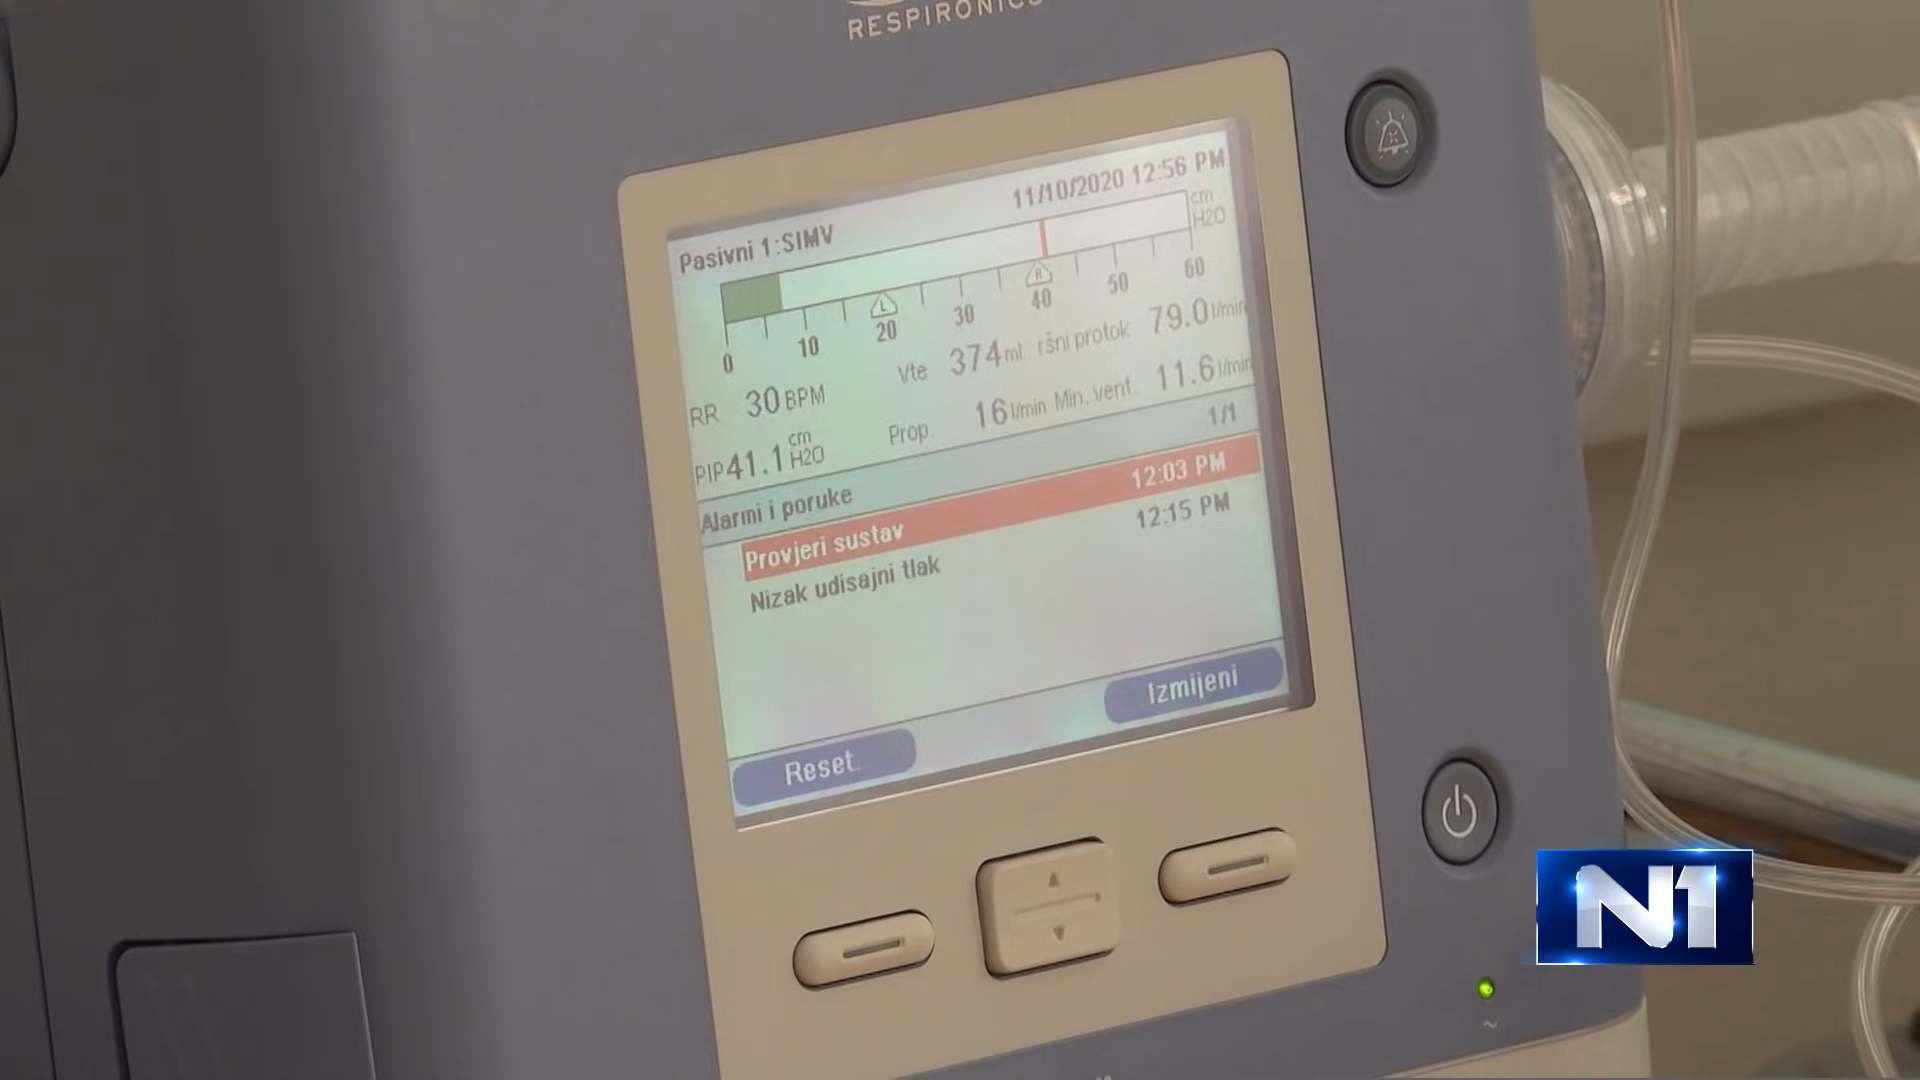 RESPIRONICS
11/10/2020 12:56 PM
Pasivni 1:SIMV
cm
H2O
0 10 20 30 40 50 60
L
R
Vte 374 ml ršni protok 79.0 l/min
RR 30 BPM
Prop. 16 l/min Min. vent. 11.6 l/min
PIP 41.1 cm H2O
Alarmi i poruke 1/1
Provjeri sustav 12:03 PM
Nizak udisajni tlak 12:15 PM
Reset. Izmijeni
N1